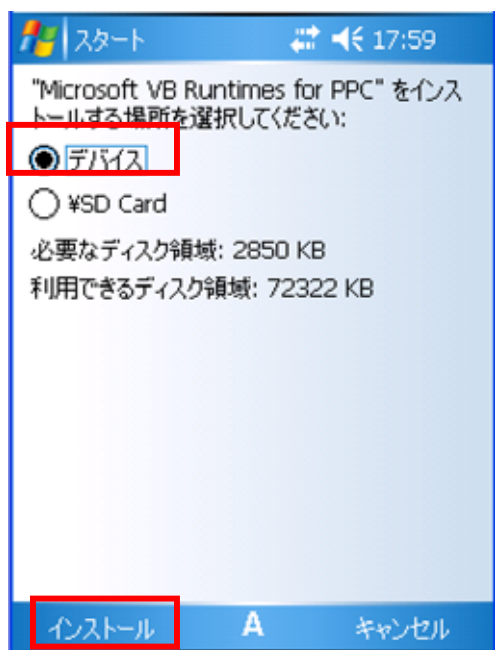 スタート 17:59
"Microsoft VB Runtimes for PPC" をインス
トールする場所を選択してください:
デバイス
¥SD Card
必要なディスク領域: 2850 KB
利用できるディスク領域: 72322 KB
インストール A キャンセル